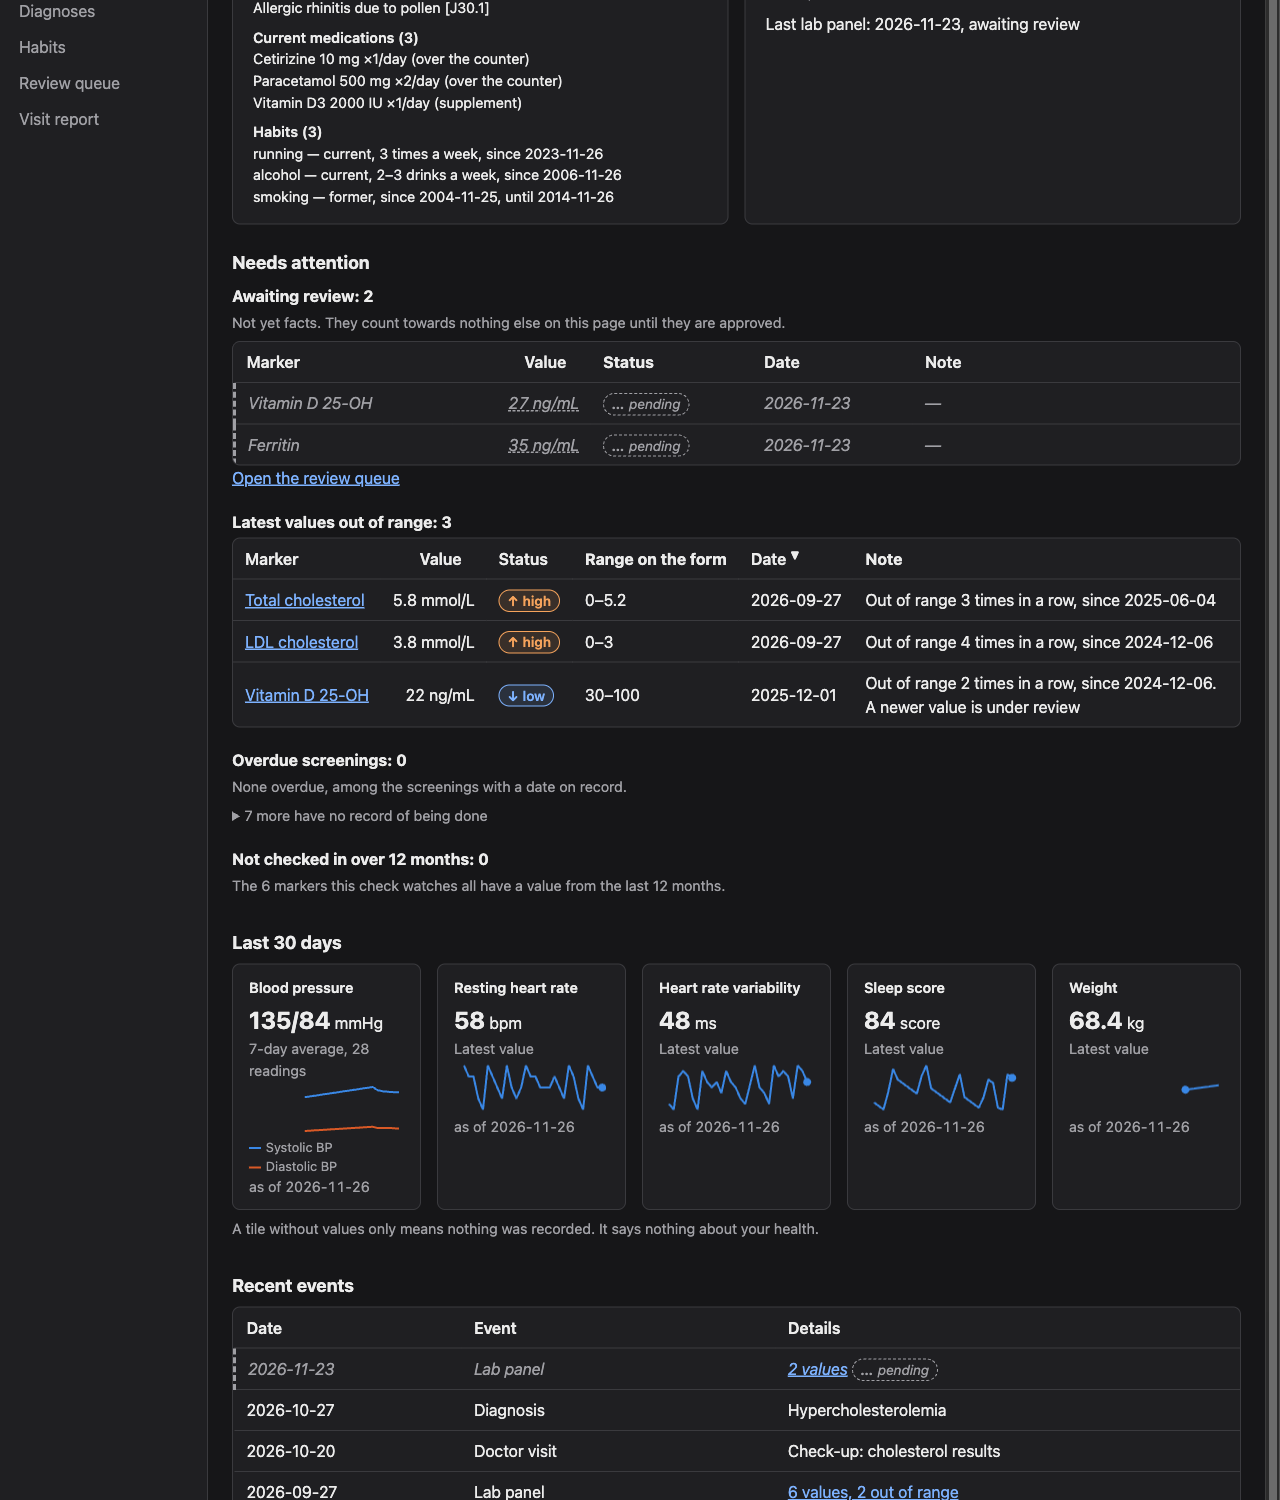 Diagnoses
Habits
Review queue
Visit report
Allergic rhinitis due to pollen [J30.1]
Current medications (3)
Cetirizine 10 mg ×1/day (over the counter)
Paracetamol 500 mg ×2/day (over the counter)
Vitamin D3 2000 IU ×1/day (supplement)
Habits (3)
running — current, 3 times a week, since 2023-11-26
alcohol — current, 2–3 drinks a week, since 2006-11-26
smoking — former, since 2004-11-25, until 2014-11-26
Last lab panel: 2026-11-23, awaiting review
Needs attention
Awaiting review: 2
Not yet facts. They count towards nothing else on this page until they are approved.
Marker Value Status Date Note
Vitamin D 25-OH 27 ng/mL ... pending 2026-11-23 —
Ferritin 35 ng/mL ... pending 2026-11-23 —
Open the review queue
Latest values out of range: 3
Marker Value Status Range on the form Date ▼ Note
Total cholesterol 5.8 mmol/L ↑ high 0–5.2 2026-09-27 Out of range 3 times in a row, since 2025-06-04
LDL cholesterol 3.8 mmol/L ↑ high 0–3 2026-09-27 Out of range 4 times in a row, since 2024-12-06
Vitamin D 25-OH 22 ng/mL ↓ low 30–100 2025-12-01 Out of range 2 times in a row, since 2024-12-06.
A newer value is under review
Overdue screenings: 0
None overdue, among the screenings with a date on record.
▶ 7 more have no record of being done
Not checked in over 12 months: 0
The 6 markers this check watches all have a value from the last 12 months.
Last 30 days
Blood pressure
135/84 mmHg
7-day average, 28
readings
Systolic BP
Diastolic BP
as of 2026-11-26
Resting heart rate
58 bpm
Latest value
as of 2026-11-26
Heart rate variability
48 ms
Latest value
as of 2026-11-26
Sleep score
84 score
Latest value
as of 2026-11-26
Weight
68.4 kg
Latest value
as of 2026-11-26
A tile without values only means nothing was recorded. It says nothing about your health.
Recent events
Date Event Details
2026-11-23 Lab panel 2 values ... pending
2026-10-27 Diagnosis Hypercholesterolemia
2026-10-20 Doctor visit Check-up: cholesterol results
2026-09-27 Lab panel 6 values, 2 out of range